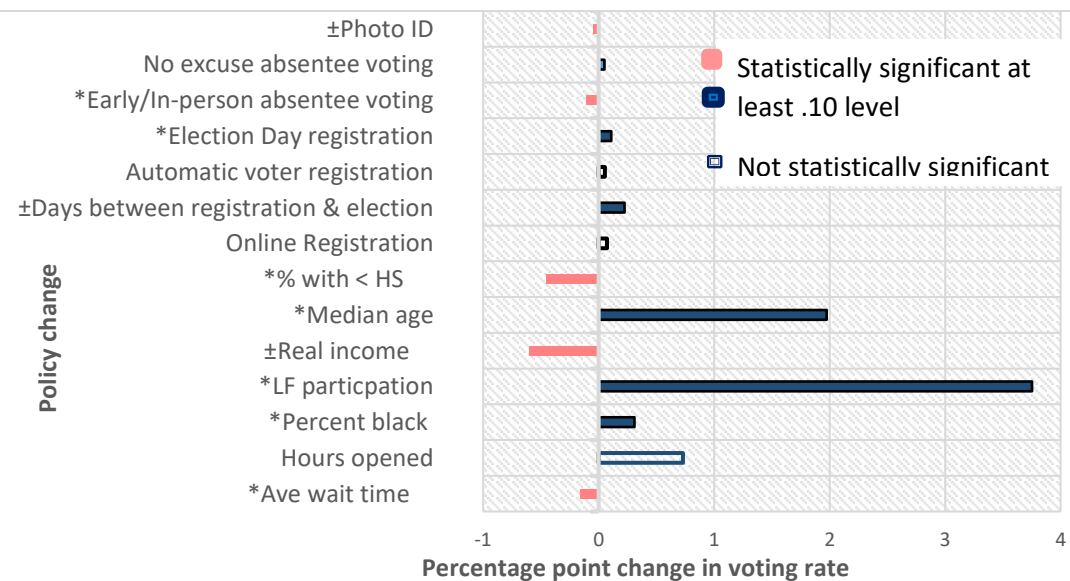 ±Photo ID
No excuse absentee voting
*Early/In-person absentee voting
*Election Day registration
Automatic voter registration
±Days between registration & election
Online Registration
*% with < HS
*Median age
±Real income
*LF particpation
*Percent black
Hours opened
*Ave wait time
Policy change
Statistically significant at
least .10 level
Not statistically significant
-1 0 1 2 3 4
Percentage point change in voting rate